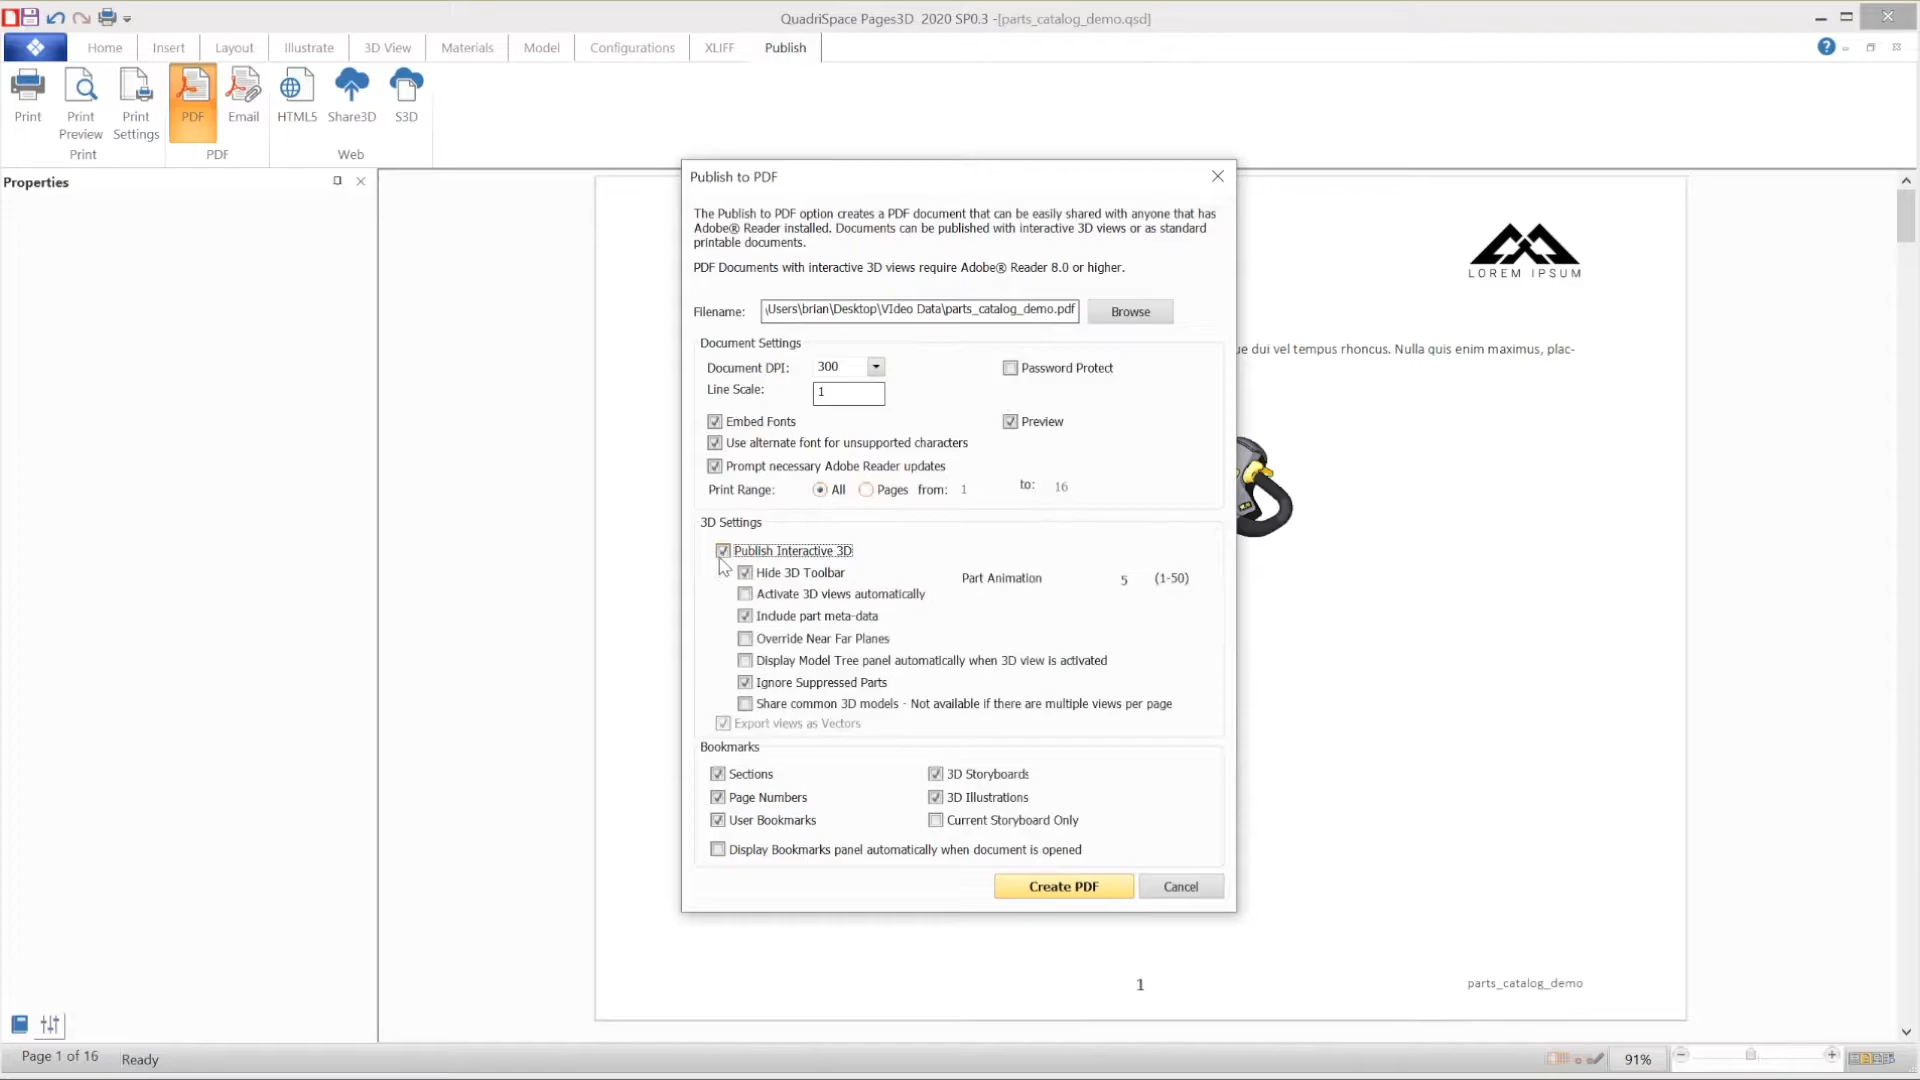 QuadriSpace Pages3D 2020 SP0.3 -[parts_catalog_demo.qsd]
Home Insert Layout Illustrate 3D View Materials Model Configurations XLIFF Publish
Print Print Preview Print Settings PDF Email HTML5 Share3D S3D
Print PDF Web
Properties
Publish to PDF
The Publish to PDF option creates a PDF document that can be easily shared with anyone that has
Adobe® Reader installed. Documents can be published with interactive 3D views or as standard
printable documents.
PDF Documents with interactive 3D views require Adobe® Reader 8.0 or higher.
Filename: \Users\brian\Desktop\VIdeo Data\parts_catalog_demo.pdf Browse
Document Settings
Document DPI: 300 Password Protect
Line Scale: 1
Embed Fonts Preview
Use alternate font for unsupported characters
Prompt necessary Adobe Reader updates
Print Range: All Pages from: 1 to: 16
3D Settings
Publish Interactive 3D
Hide 3D Toolbar Part Animation 5 (1-50)
Activate 3D views automatically
Include part meta-data
Override Near Far Planes
Display Model Tree panel automatically when 3D view is activated
Ignore Suppressed Parts
Share common 3D models - Not available if there are multiple views per page
Export views as Vectors
Bookmarks
Sections 3D Storyboards
Page Numbers 3D Illustrations
User Bookmarks Current Storyboard Only
Display Bookmarks panel automatically when document is opened
Create PDF Cancel
LOREM IPSUM
ue dui vel tempus rhoncus. Nulla quis enim maximus, plac-
1 parts_catalog_demo
Page 1 of 16 Ready 91%